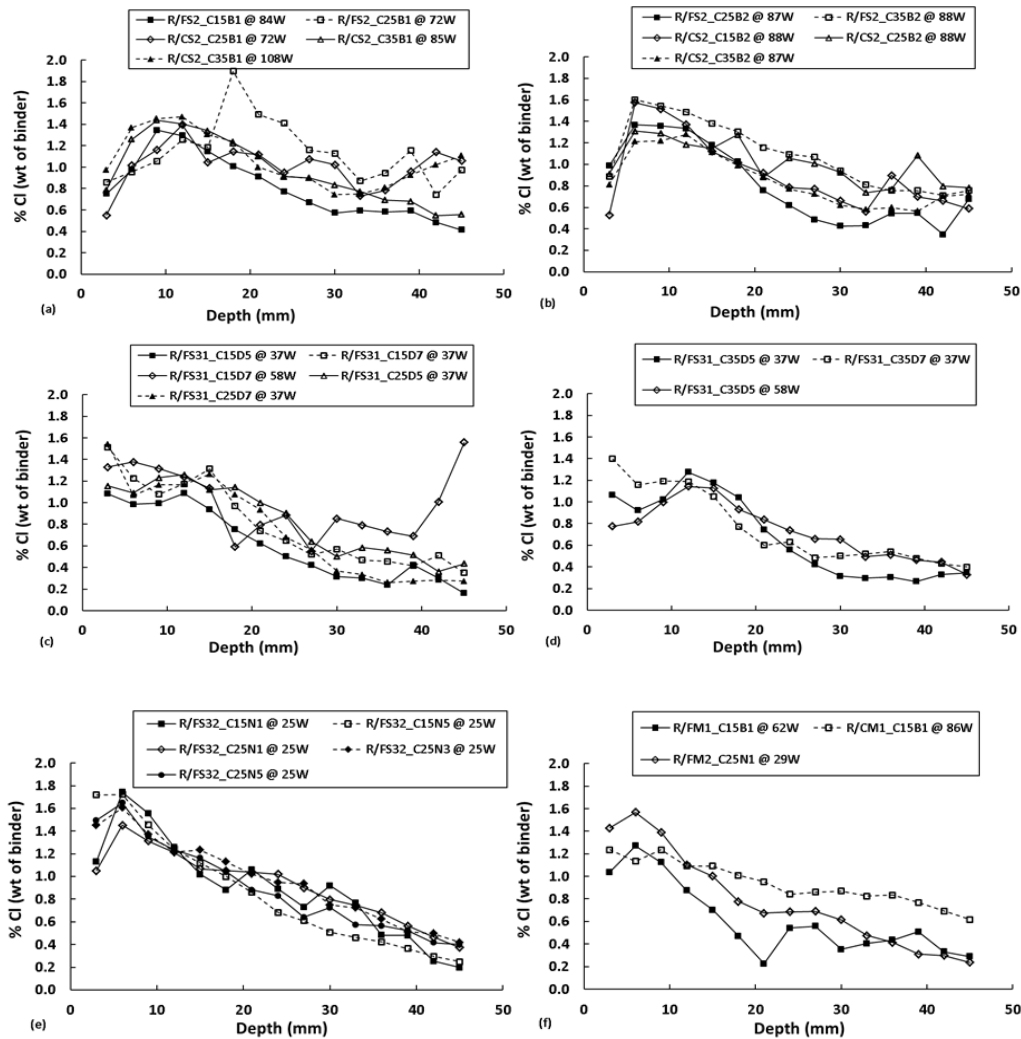 R/FS2_C15B1 @ 84W R/FS2_C25B1 @ 72W
R/CS2_C25B1 @ 72W R/CS2_C35B1 @ 85W
R/CS2_C35B1 @ 108W
2.0
1.8
1.6
1.4
1.2
1.0
0.8
0.6
0.4
0.2
0.0
% Cl (wt of binder)
0 10 20 30 40 50
(a)
Depth (mm)
R/FS2_C25B2 @ 87W R/FS2_C35B2 @ 88W
R/CS2_C15B2 @ 88W R/CS2_C25B2 @ 88W
R/CS2_C35B2 @ 87W
2.0
1.8
1.6
1.4
1.2
1.0
0.8
0.6
0.4
0.2
0.0
% Cl (wt of binder)
0 10 20 30 40 50
(b)
Depth (mm)
R/FS31_C15D5 @ 37W R/FS31_C15D7 @ 37W
R/FS31_C15D7 @ 58W R/FS31_C25D5 @ 37W
R/FS31_C25D7 @ 37W
2.0
1.8
1.6
1.4
1.2
1.0
0.8
0.6
0.4
0.2
0.0
% Cl (wt of binder)
0 10 20 30 40 50
(c)
Depth (mm)
R/FS31_C35D5 @ 37W R/FS31_C35D7 @ 37W
R/FS31_C35D5 @ 58W
2.0
1.8
1.6
1.4
1.2
1.0
0.8
0.6
0.4
0.2
0.0
% Cl (wt of binder)
0 10 20 30 40 50
(d)
Depth (mm)
R/FS32_C15N1 @ 25W R/FS32_C15N5 @ 25W
R/FS32_C25N1 @ 25W R/FS32_C25N3 @ 25W
R/FS32_C25N5 @ 25W
2.0
1.8
1.6
1.4
1.2
1.0
0.8
0.6
0.4
0.2
0.0
% Cl (wt of binder)
0 10 20 30 40 50
(e)
Depth (mm)
R/FM1_C15B1 @ 62W R/CM1_C15B1 @ 86W
R/FM2_C25N1 @ 29W
2.0
1.8
1.6
1.4
1.2
1.0
0.8
0.6
0.4
0.2
0.0
% Cl (wt of binder)
0 10 20 30 40 50
(f)
Depth (mm)